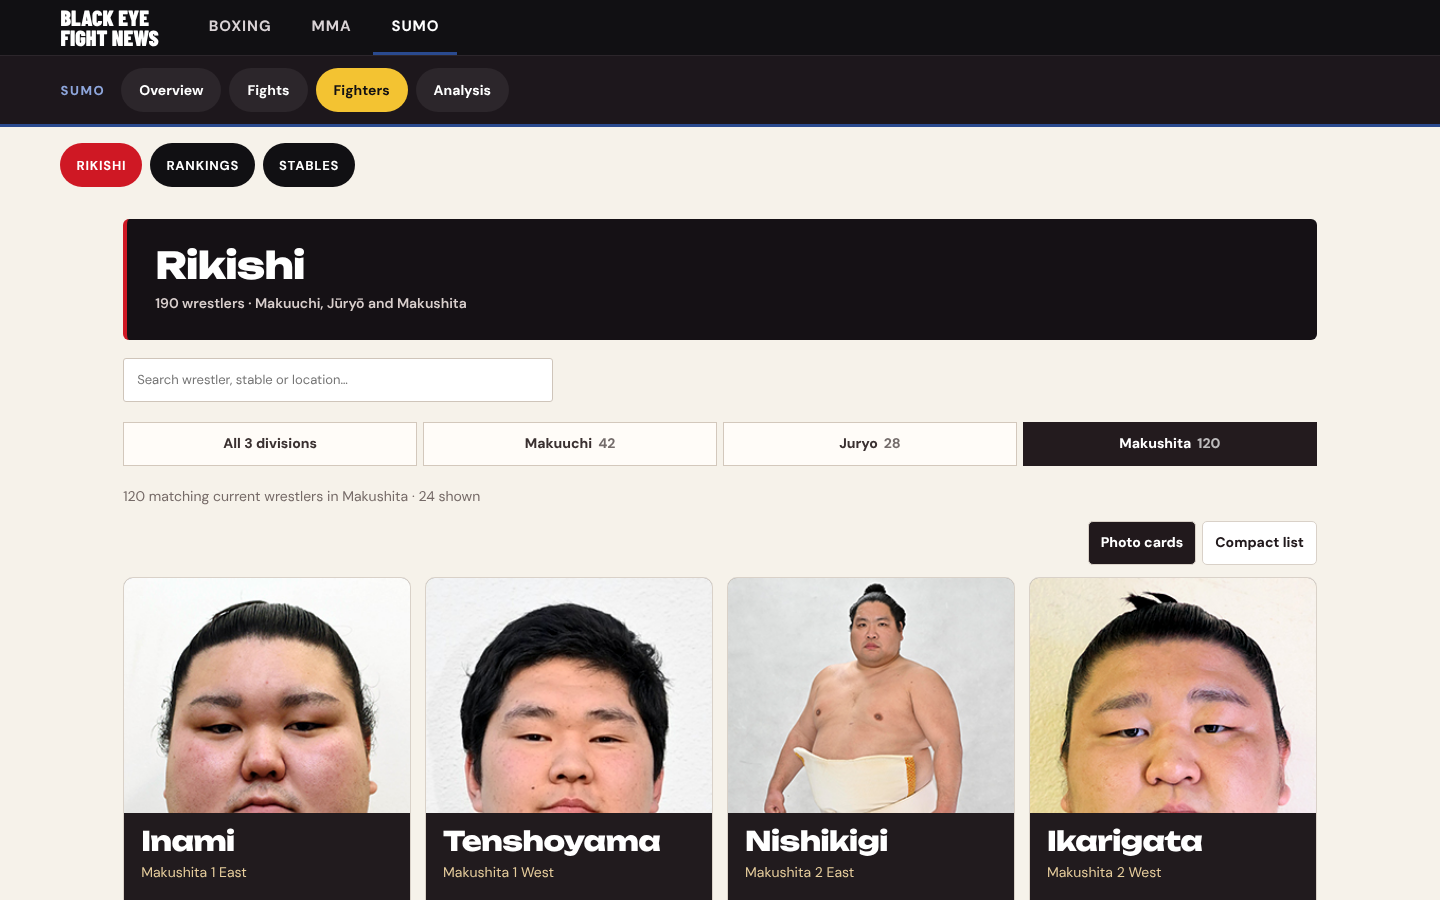 BLACK EYE
FIGHT NEWS
BOXING
MMA
SUMO
SUMO
Overview
Fights
Fighters
Analysis
RIKISHI
RANKINGS
STABLES
Rikishi
190 wrestlers · Makuuchi, Jūryō and Makushita
Search wrestler, stable or location…
All 3 divisions
Makuuchi 42
Juryo 28
Makushita 120
120 matching current wrestlers in Makushita · 24 shown
Photo cards
Compact list
Inami
Makushita 1 East
Tenshoyama
Makushita 1 West
Nishikigi
Makushita 2 East
Ikarigata
Makushita 2 West